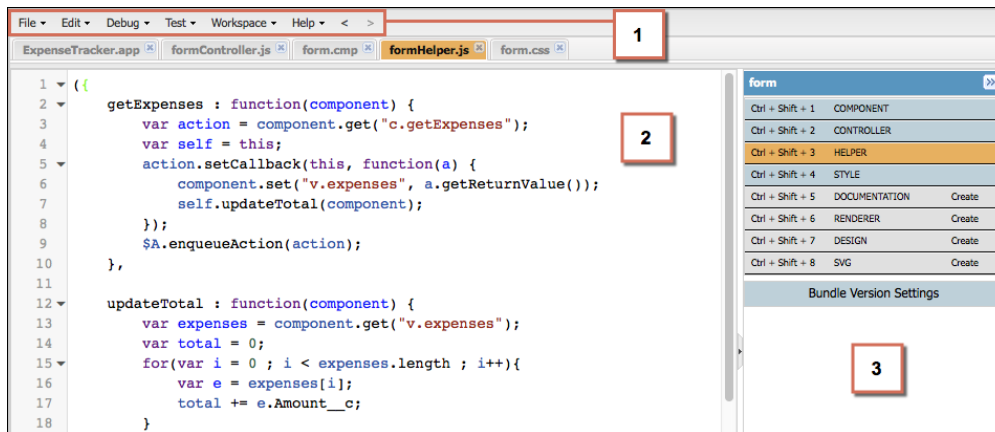 File Edit Debug Test Workspace Help < >
1
ExpenseTracker.app formController.js form.cmp formHelper.js form.css
1 ({
2 getExpenses : function(component) {
3 var action = component.get("c.getExpenses");
4 var self = this;
5 action.setCallback(this, function(a) {
6 component.set("v.expenses", a.getReturnValue());
7 self.updateTotal(component);
8 });
9 $A.enqueueAction(action);
10 },
11
12 updateTotal : function(component) {
13 var expenses = component.get("v.expenses");
14 var total = 0;
15 for(var i = 0 ; i < expenses.length ; i++){
16 var e = expenses[i];
17 total += e.Amount__c;
18 }
2
form
Ctrl + Shift + 1 COMPONENT
Ctrl + Shift + 2 CONTROLLER
Ctrl + Shift + 3 HELPER
Ctrl + Shift + 4 STYLE
Ctrl + Shift + 5 DOCUMENTATION Create
Ctrl + Shift + 6 RENDERER Create
Ctrl + Shift + 7 DESIGN Create
Ctrl + Shift + 8 SVG Create
Bundle Version Settings
3